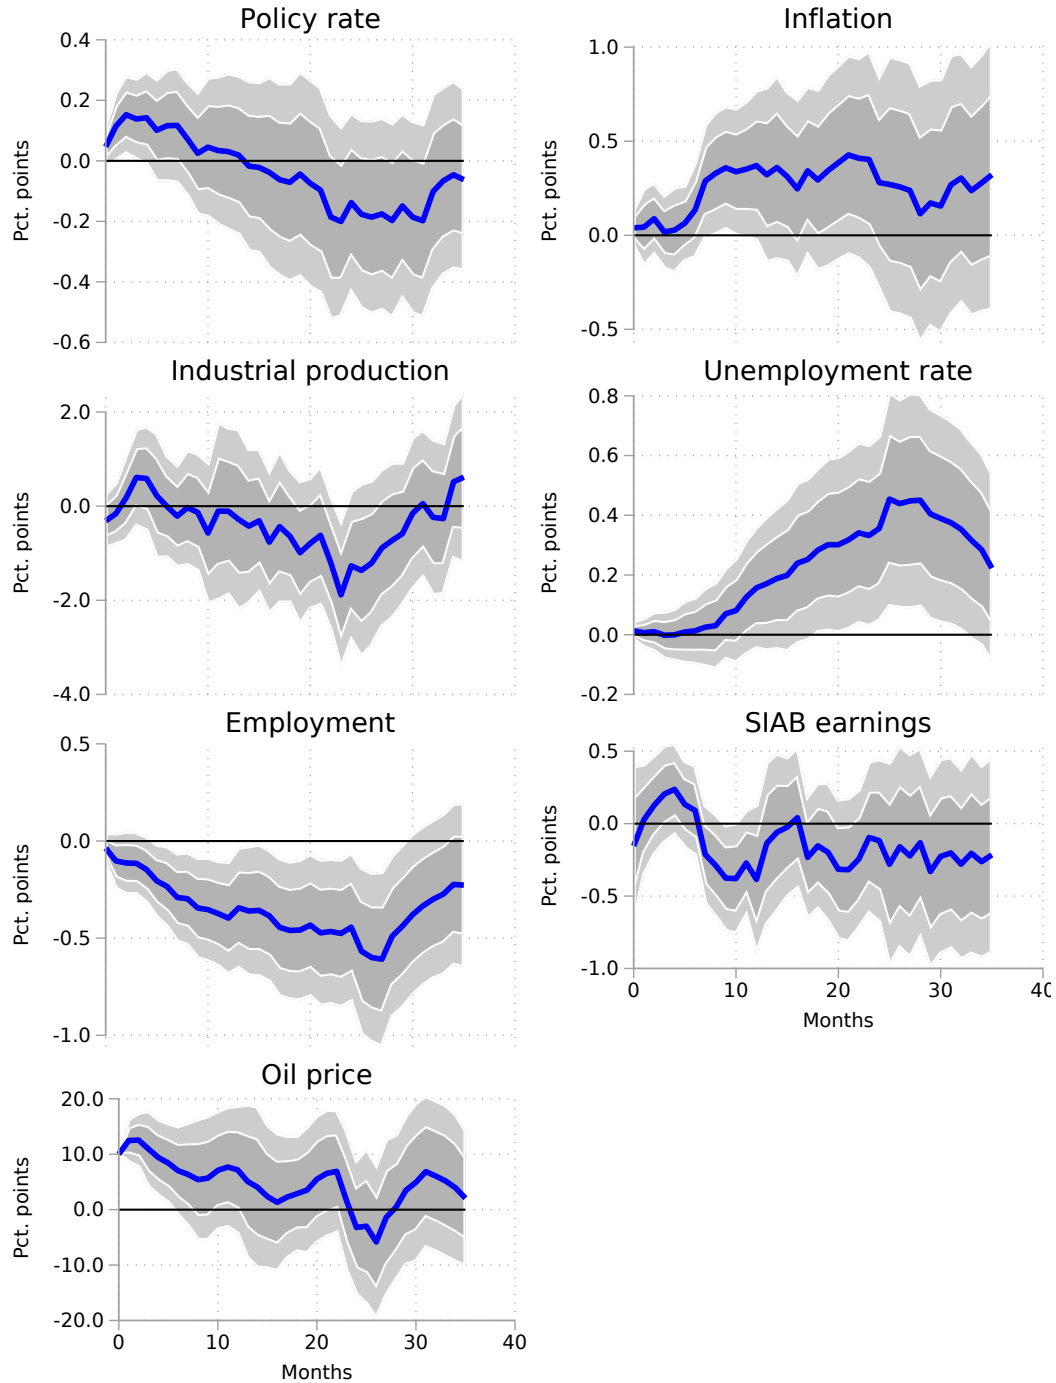 Policy rate
Pct. points
0.4
0.2
0.0
-0.2
-0.4
-0.6
Inflation
Pct. points
1.0
0.5
0.0
-0.5
Industrial production
Pct. points
2.0
0.0
-2.0
-4.0
Unemployment rate
Pct. points
0.8
0.6
0.4
0.2
0.0
-0.2
Employment
Pct. points
0.5
0.0
-0.5
-1.0
SIAB earnings
Pct. points
0.5
0.0
-0.5
-1.0
0 10 20 30 40
Months
Oil price
Pct. points
20.0
10.0
0.0
-10.0
-20.0
0 10 20 30 40
Months